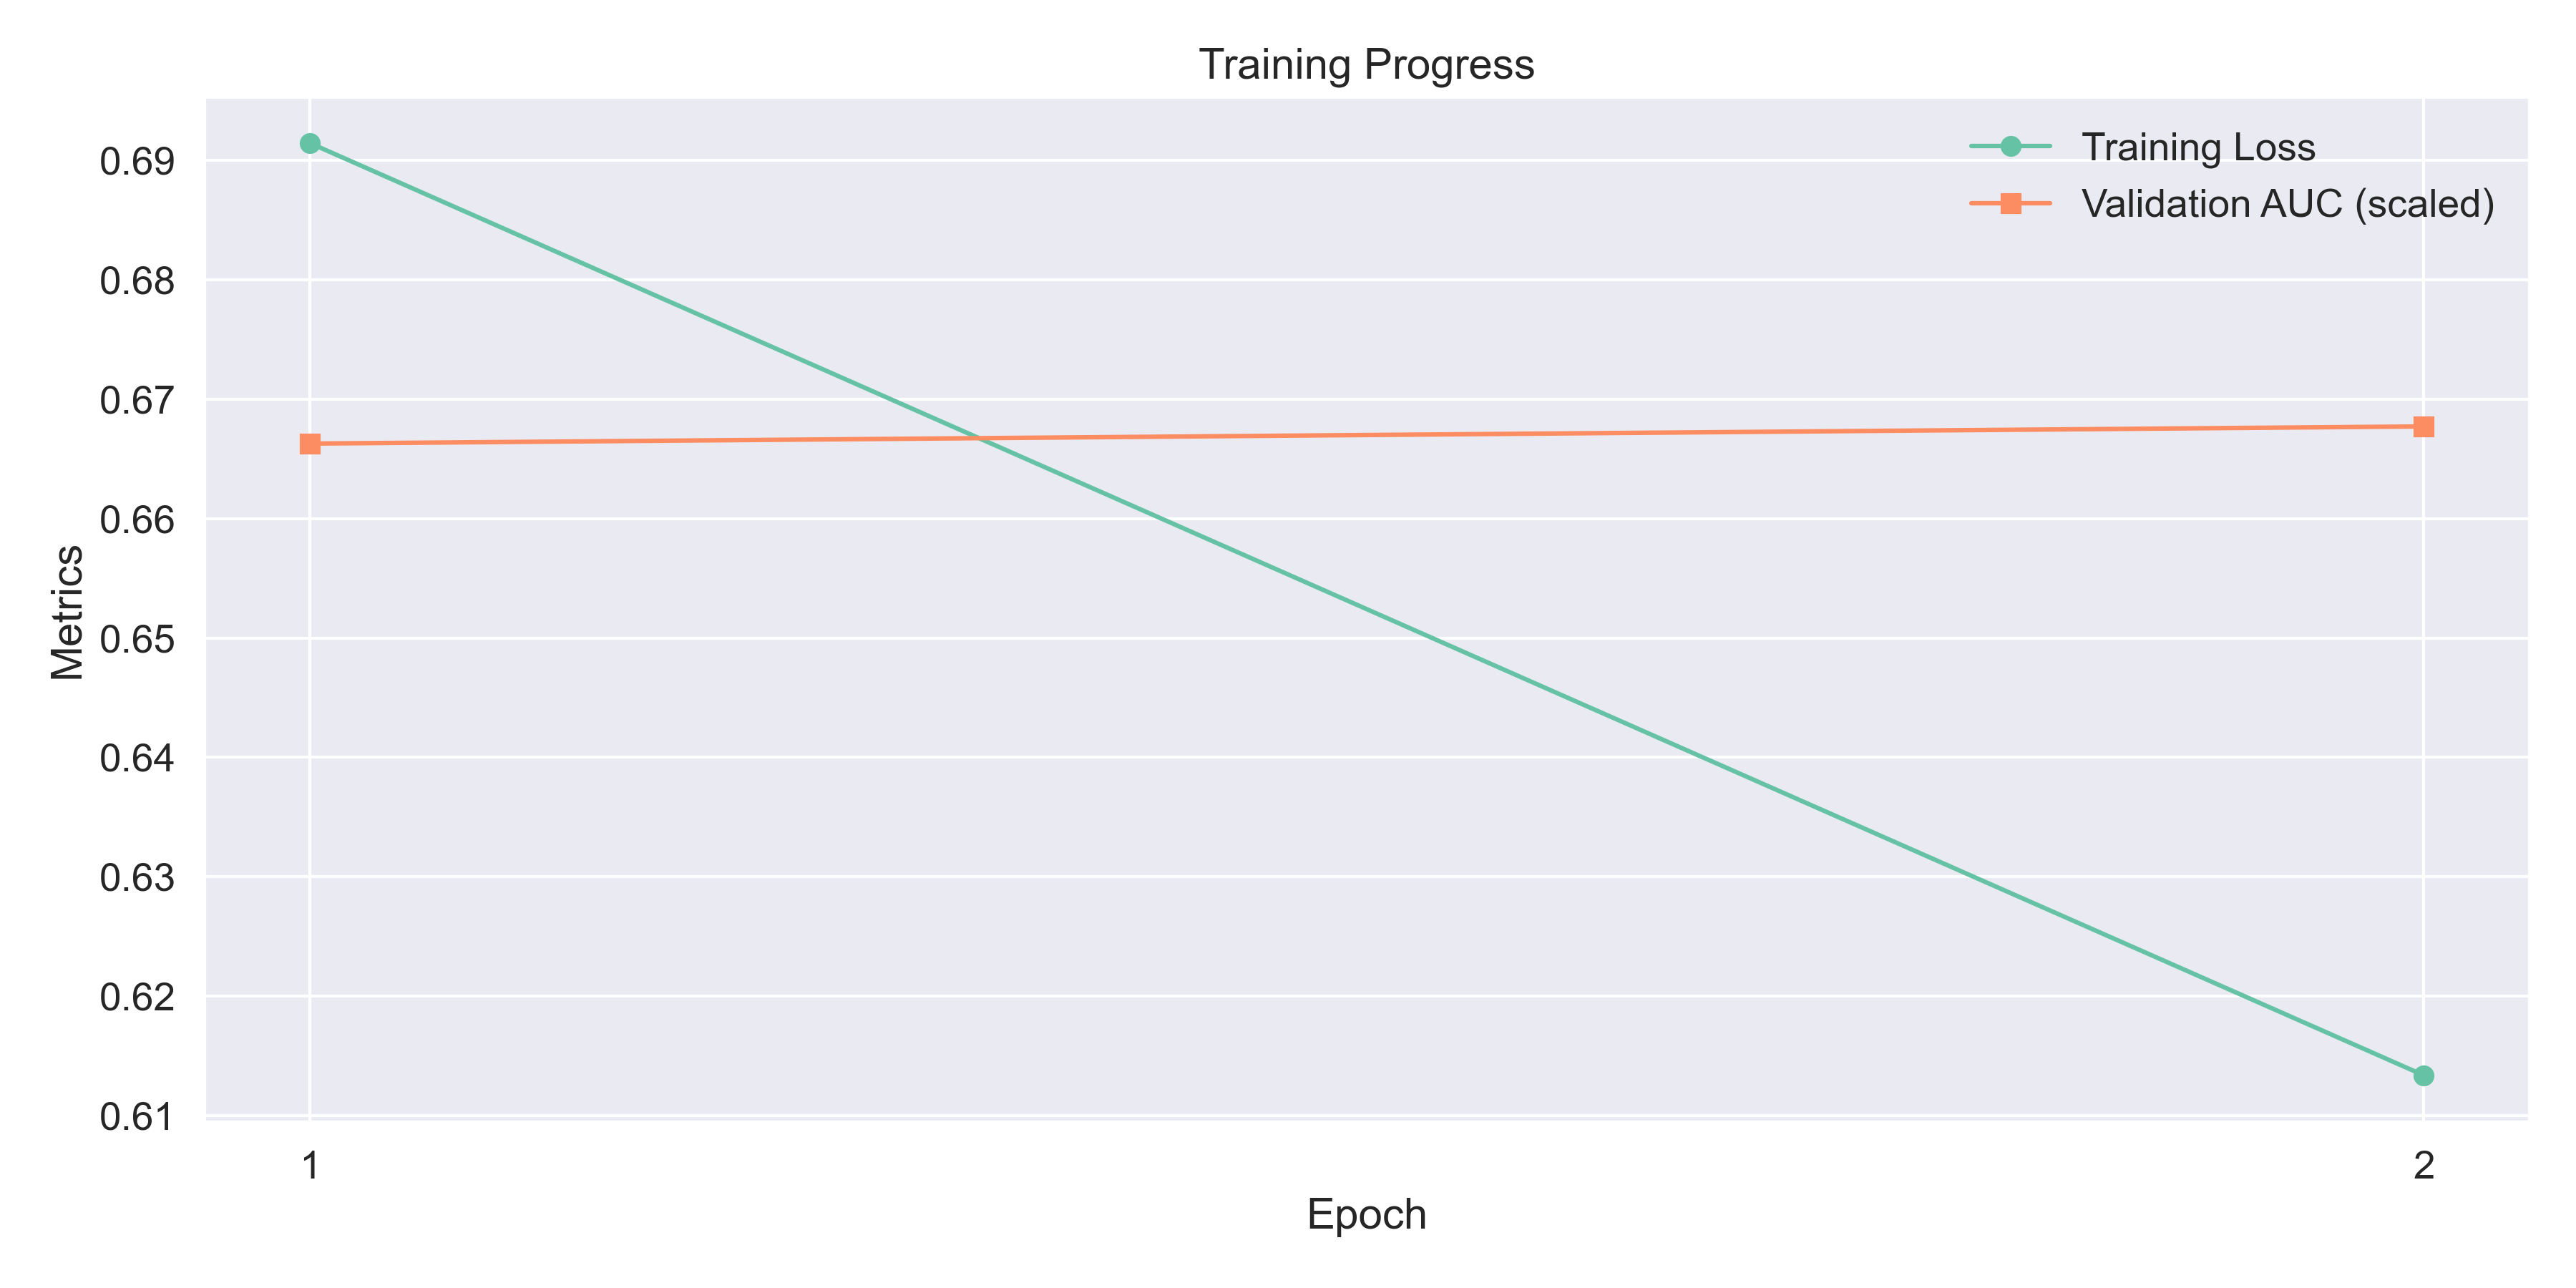 Training Progress
Training Loss
Validation AUC (scaled)
Metrics
0.69
0.68
0.67
0.66
0.65
0.64
0.63
0.62
0.61
1
2
Epoch